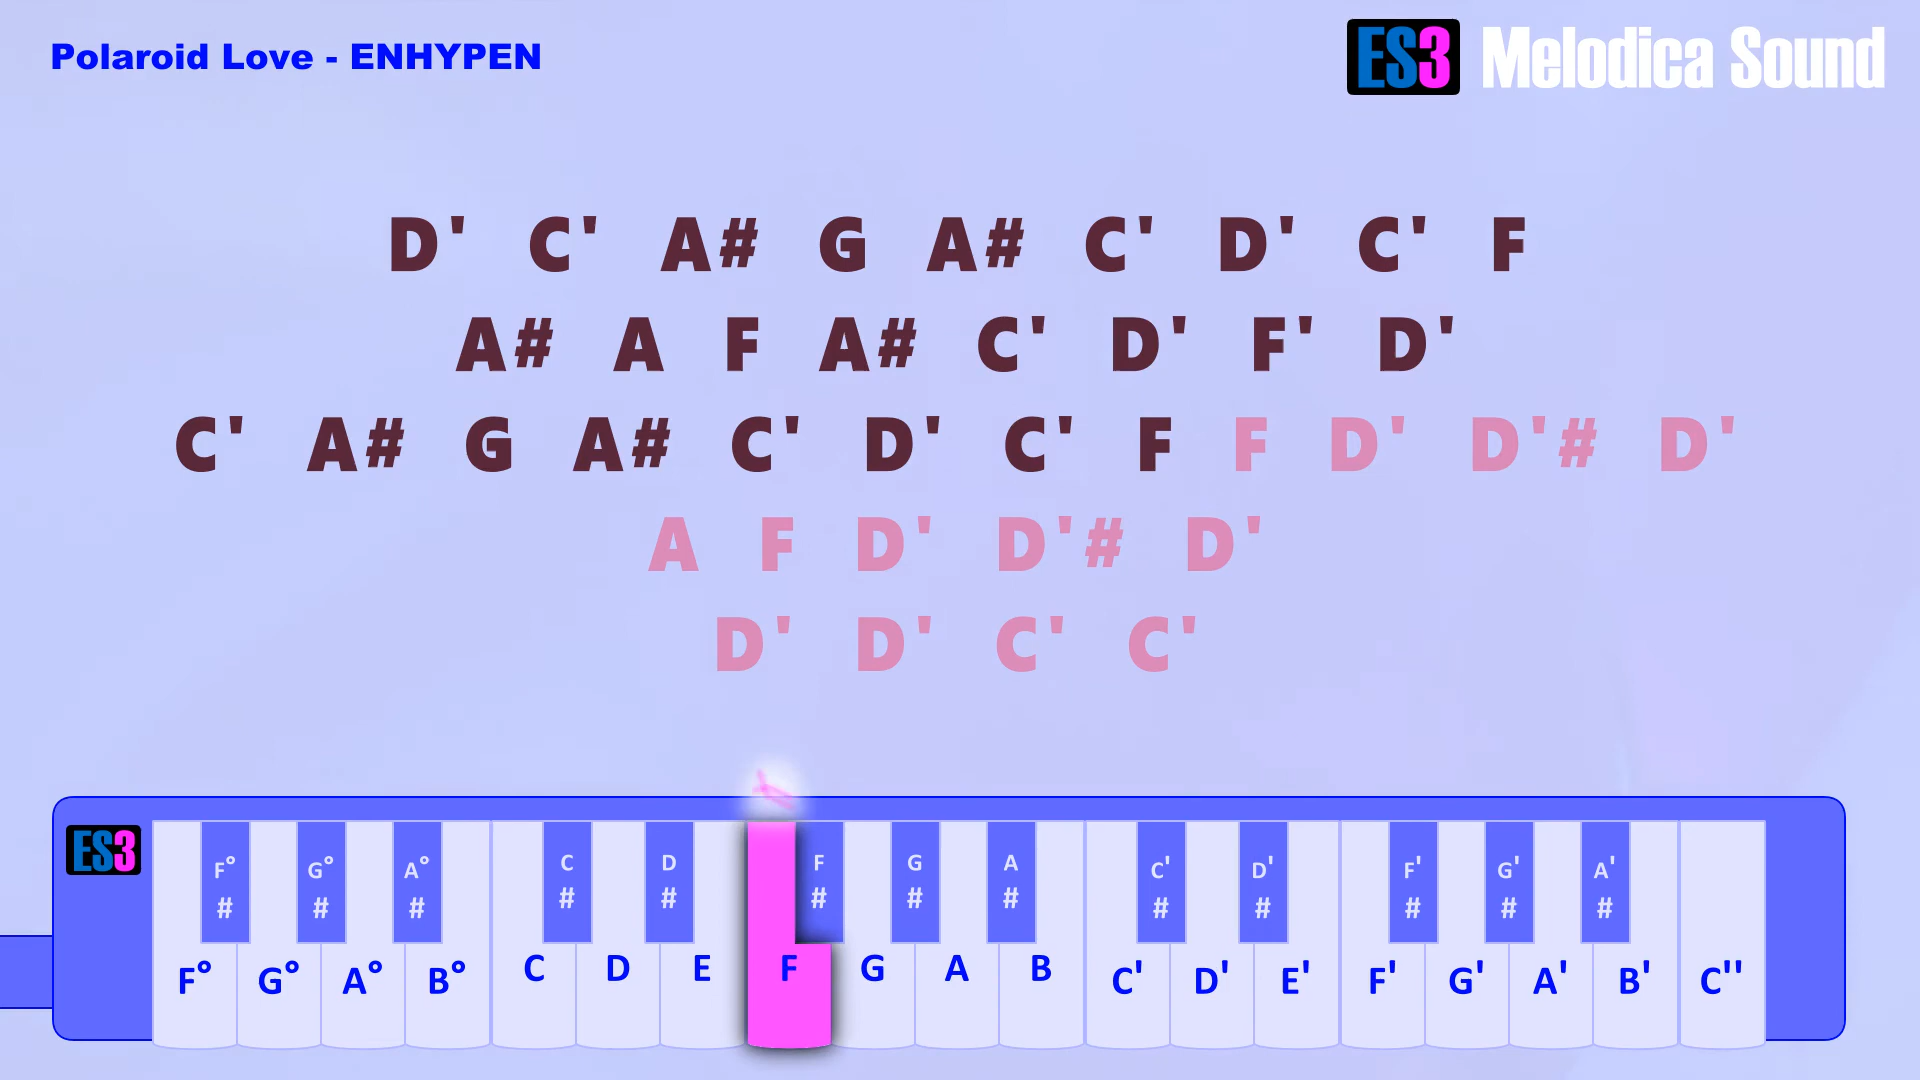 Polaroid Love - ENHYPEN
ES3 Melodica Sound
D' C' A# G A# C' D' C' F
A# A F A# C' D' F' D'
C' A# G A# C' D' C' F F D' D'# D'
A F D' D'# D'
D' D' C' C'
ES3
F° # G° # A° # C # D # F # G # A # C' # D' # F' # G' # A' #
F° G° A° B° C D E F G A B C' D' E' F' G' A' B' C''